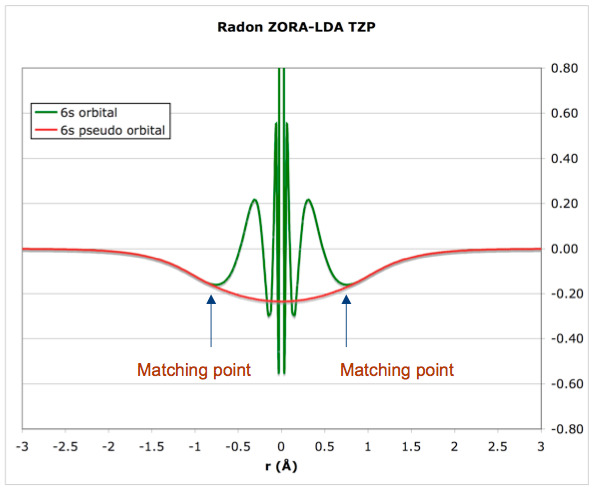 Radon ZORA-LDA TZP
6s orbital
6s pseudo orbital
0.80
0.60
0.40
0.20
0.00
-0.20
-0.40
-0.60
-0.80
Matching point Matching point
-3 -2.5 -2 -1.5 -1 -0.5 0 0.5 1 1.5 2 2.5 3
r (Å)